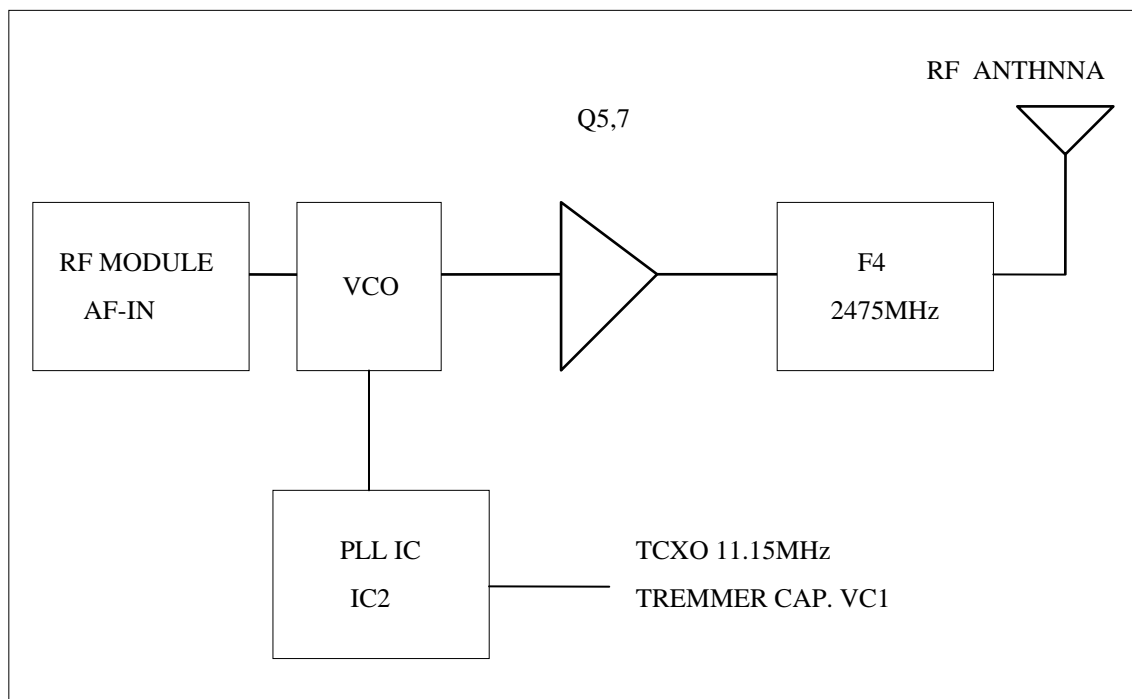 RF ANTHNNA
Q5,7
RF MODULE
AF-IN
VCO
F4
2475MHz
PLL IC
IC2
TCXO 11.15MHz
TREMMER CAP. VC1